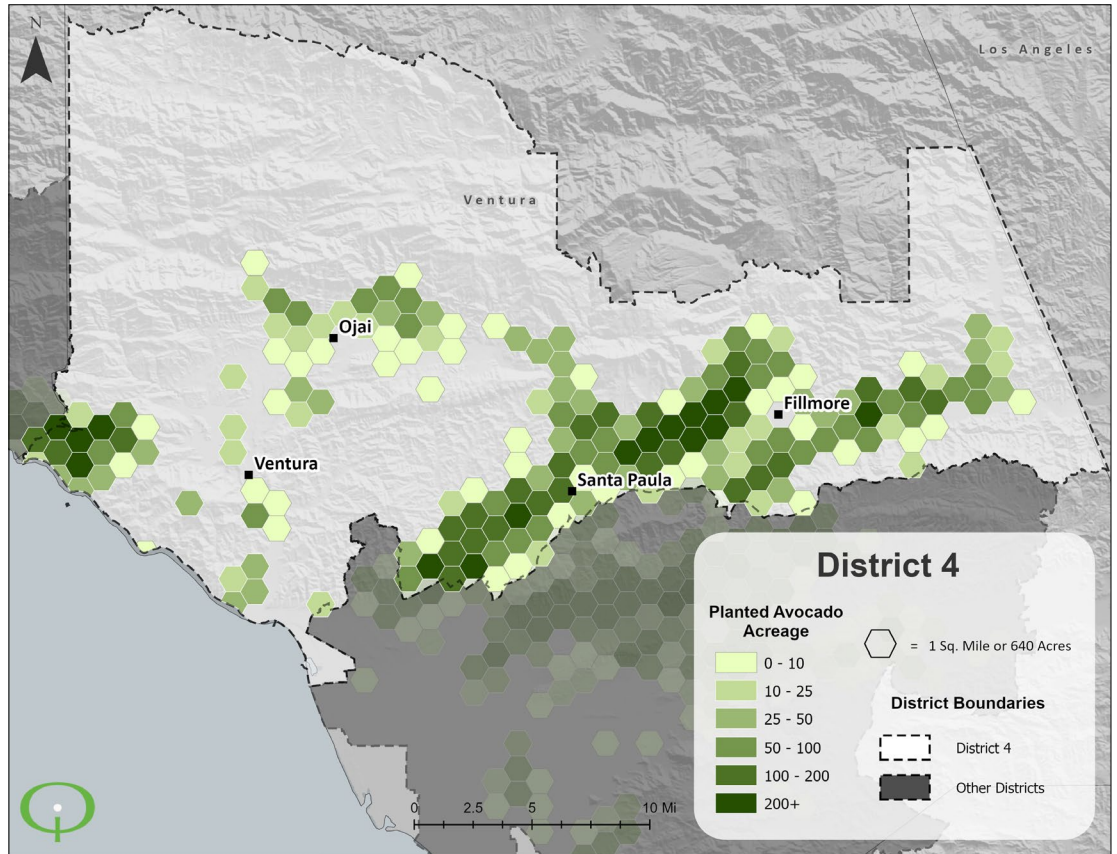 N
Los Angeles
Ventura
Ojai
Fillmore
Ventura
Santa Paula
District 4
Planted Avocado
Acreage
0 - 10
10 - 25
25 - 50
50 - 100
100 - 200
200+
= 1 Sq. Mile or 640 Acres
District Boundaries
District 4
Other Districts
0 2.5 5 10 Mi